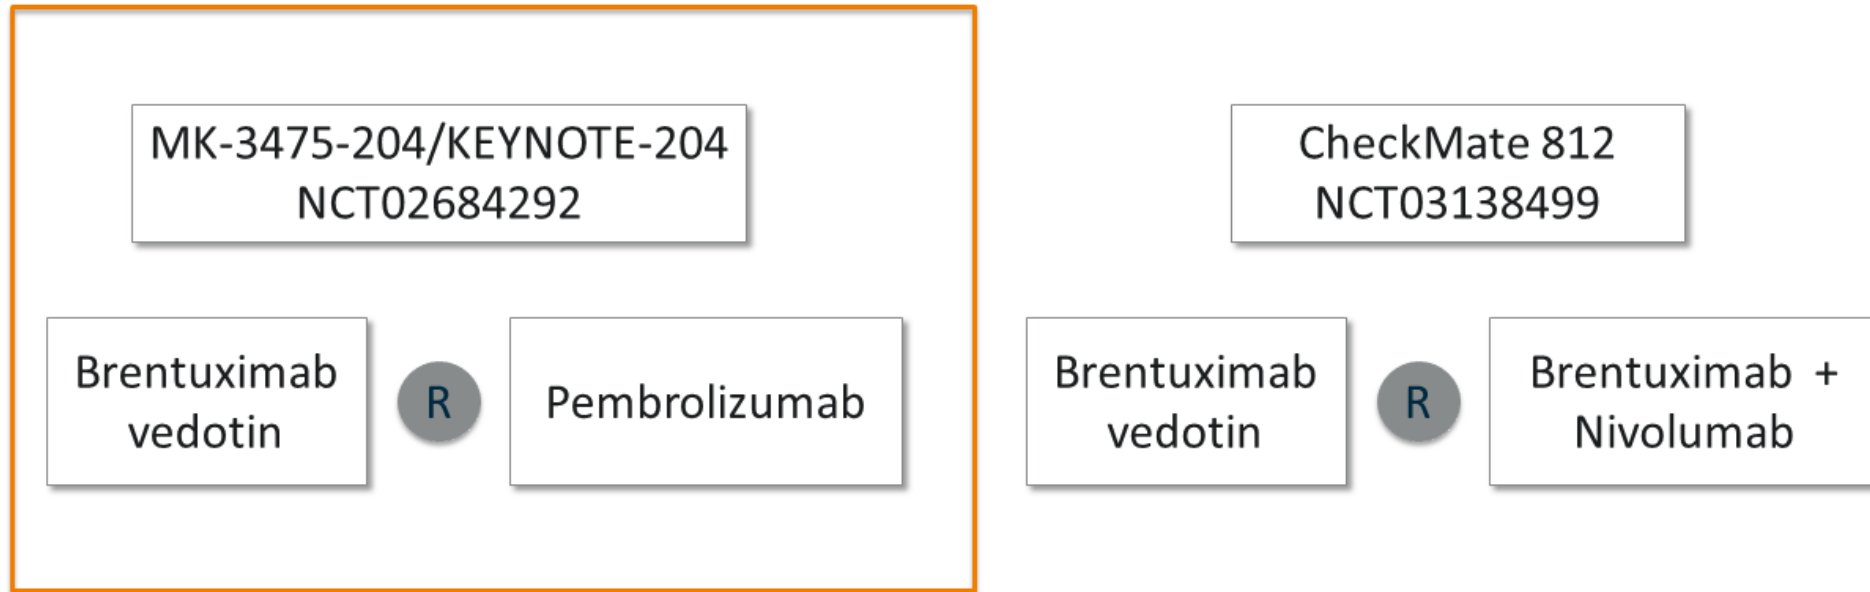 MK-3475-204/KEYNOTE-204
NCT02684292
Brentuximab
vedotin
R
Pembrolizumab
CheckMate 812
NCT03138499
Brentuximab
vedotin
R
Brentuximab +
Nivolumab